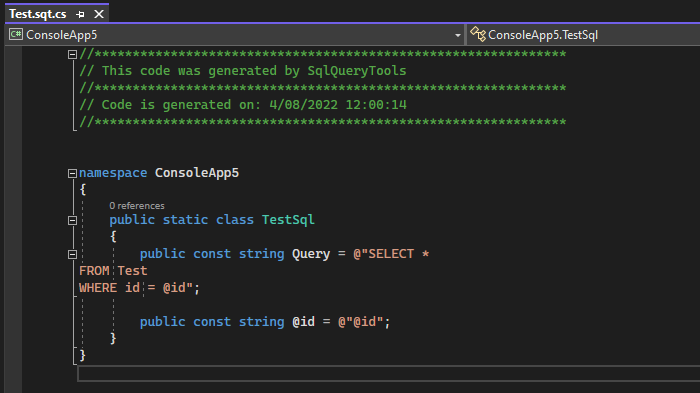 Test.sqt.cs
C# ConsoleApp5
ConsoleApp5.TestSql
//**************************************************************
// This code was generated by SqlQueryTools
//**************************************************************
// Code is generated on: 4/08/2022 12:00:14
//**************************************************************
namespace ConsoleApp5
{
0 references
public static class TestSql
{
public const string Query = @"SELECT *
FROM Test
WHERE id = @id";
public const string @id = @"@id";
}
}